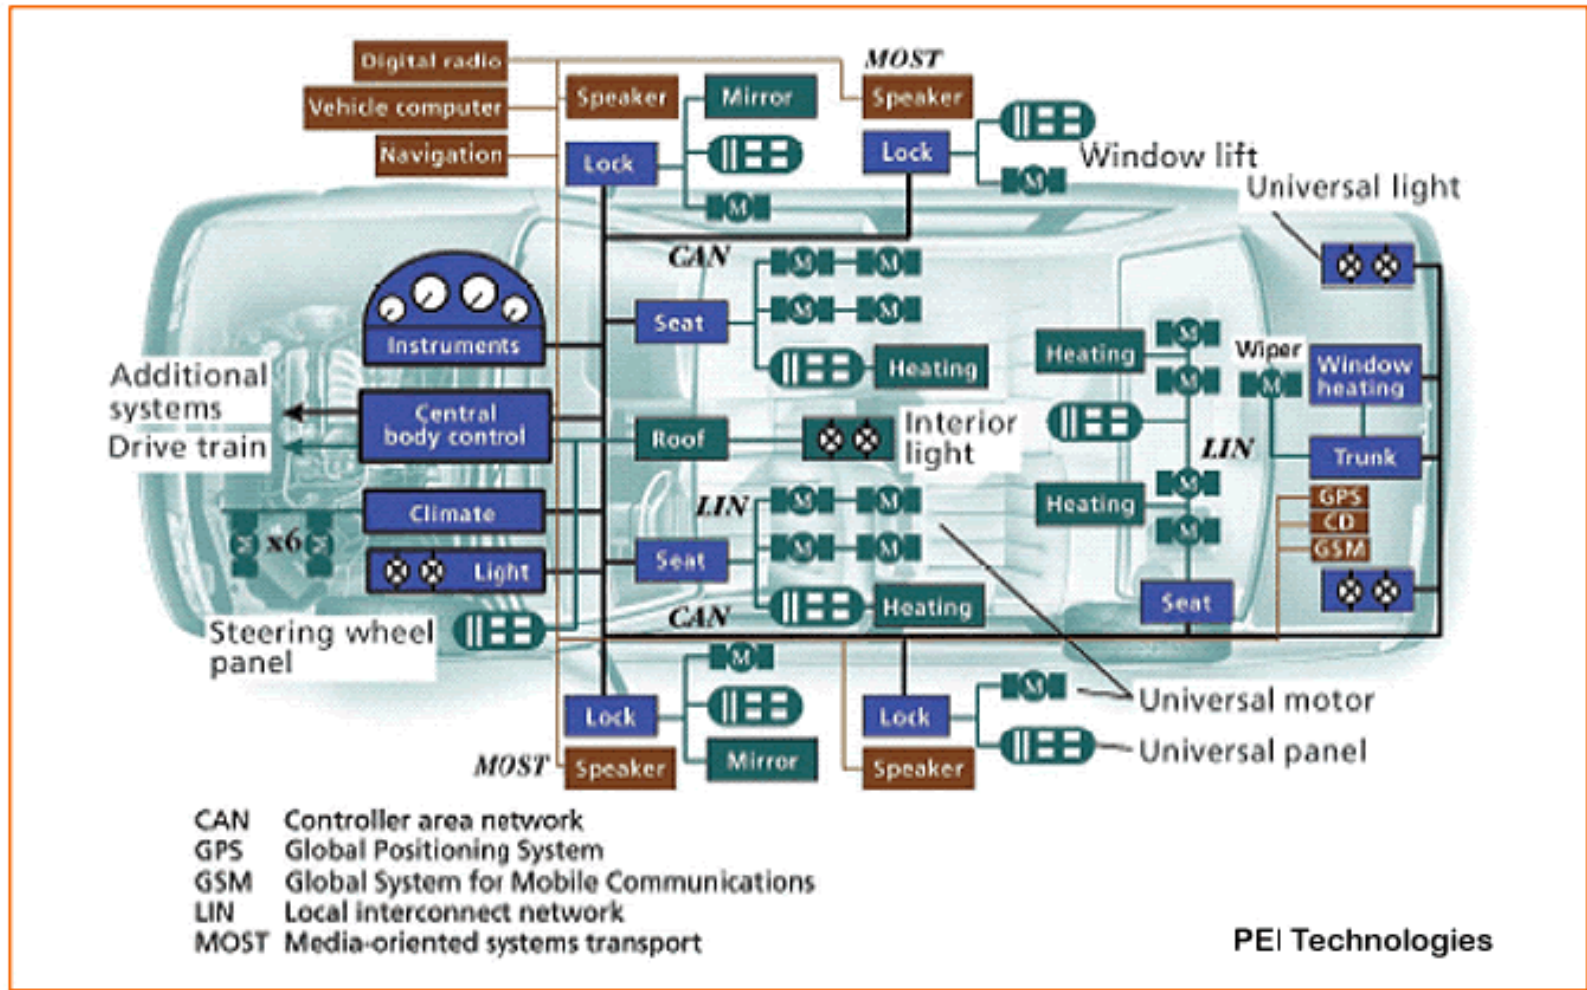 Digital radio
MOST
Vehicle computer
Speaker
Mirror
Speaker
Navigation
Lock
Lock
M
M
Window lift
Universal light
CAN
M M
Seat
M M
Instruments
Heating
Heating
M
M
Wiper
M
Window
heating
Additional
systems
Drive train
Central
body control
Roof
Interior
light
LIN
Trunk
GPS
CD
GSM
Climate
M x6 M
Light
LIN
M M
Seat
M M
Heating
CAN
Heating
M
M
Seat
Steering wheel
panel
M
Lock
Mirror
MOST
Speaker
Lock
M
Speaker
Universal motor
Universal panel
CAN Controller area network
GPS Global Positioning System
GSM Global System for Mobile Communications
LIN Local interconnect network
MOST Media-oriented systems transport
PEI Technologies